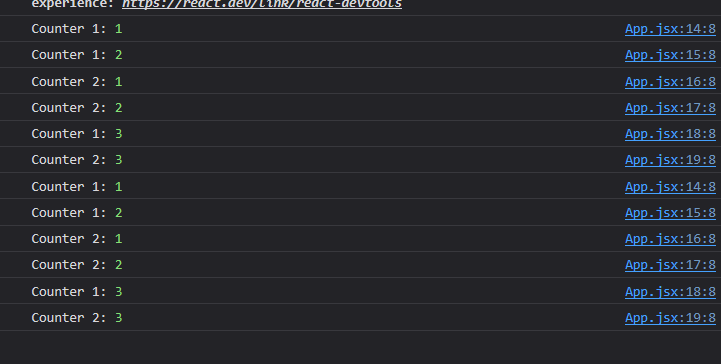 experience: https://react.dev/link/react-devtools
Counter 1: 1 App.jsx:14:8
Counter 1: 2 App.jsx:15:8
Counter 2: 1 App.jsx:16:8
Counter 2: 2 App.jsx:17:8
Counter 1: 3 App.jsx:18:8
Counter 2: 3 App.jsx:19:8
Counter 1: 1 App.jsx:14:8
Counter 1: 2 App.jsx:15:8
Counter 2: 1 App.jsx:16:8
Counter 2: 2 App.jsx:17:8
Counter 1: 3 App.jsx:18:8
Counter 2: 3 App.jsx:19:8